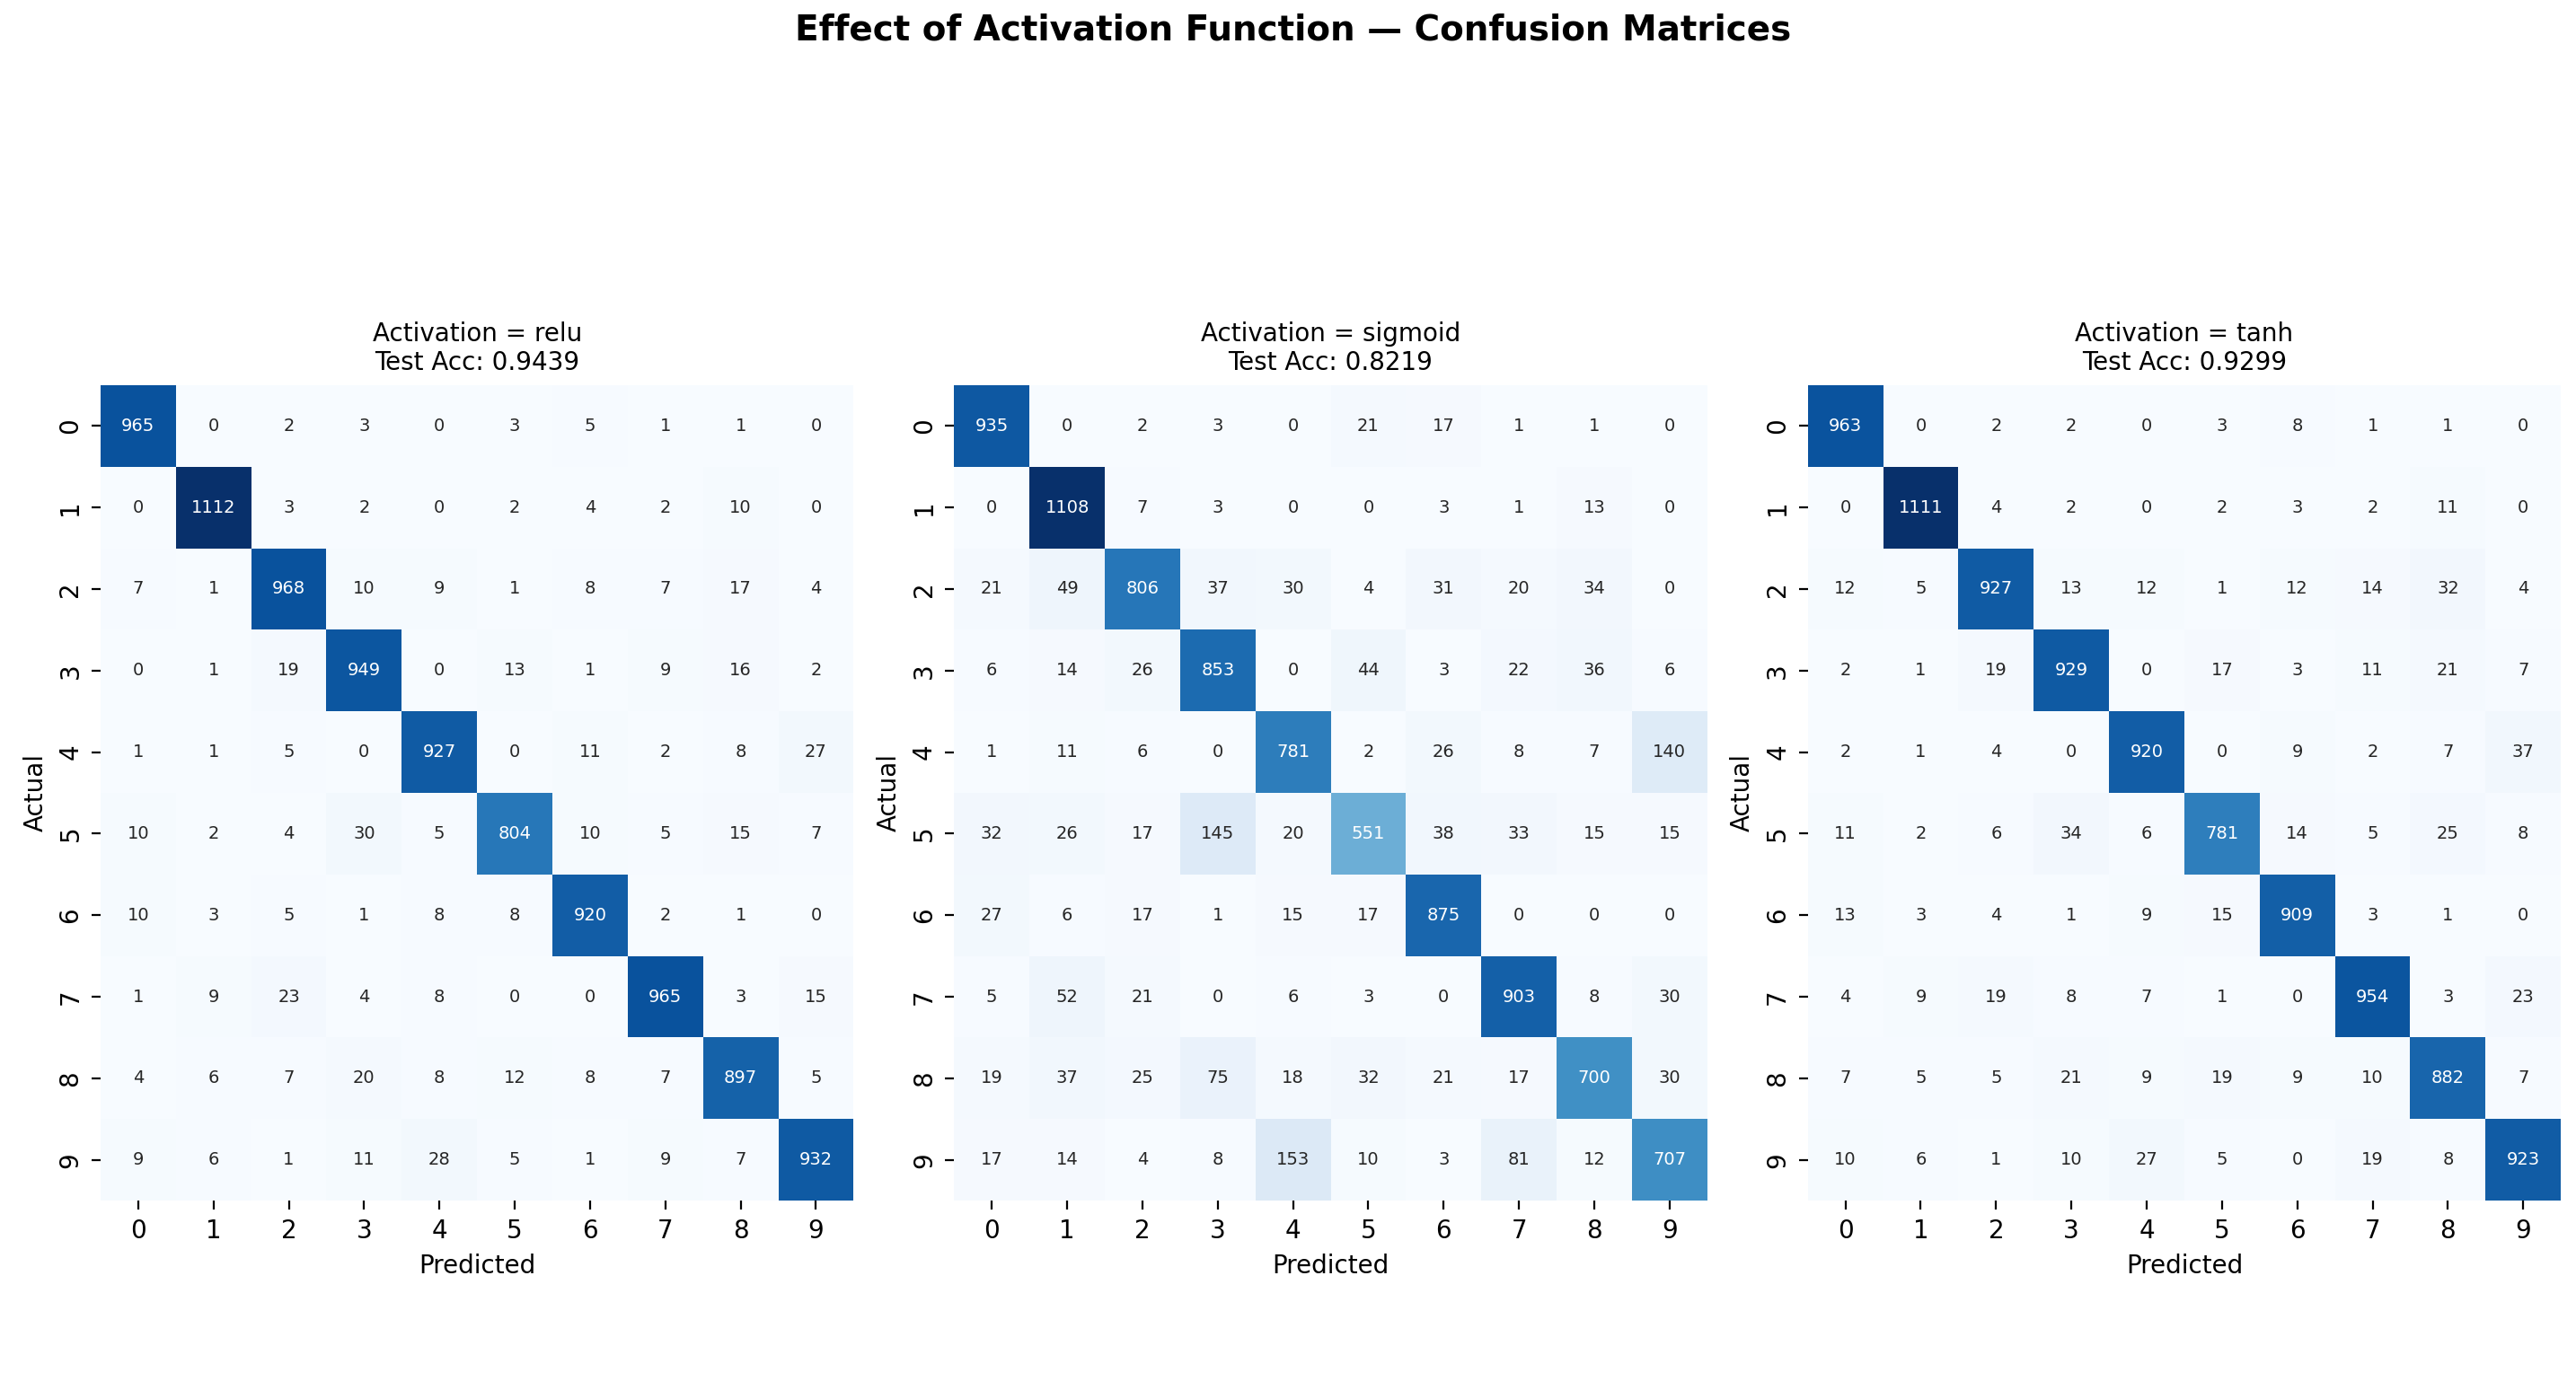 Effect of Activation Function — Confusion Matrices
Activation = relu
Test Acc: 0.9439
0 965 0 2 3 0 3 5 1 1 0
1 0 1112 3 2 0 2 4 2 10 0
2 7 1 968 10 9 1 8 7 17 4
3 0 1 19 949 0 13 1 9 16 2
4 1 1 5 0 927 0 11 2 8 27
5 10 2 4 30 5 804 10 5 15 7
6 10 3 5 1 8 8 920 2 1 0
7 1 9 23 4 8 0 0 965 3 15
8 4 6 7 20 8 12 8 7 897 5
9 9 6 1 11 28 5 1 9 7 932
Actual
0 1 2 3 4 5 6 7 8 9
Predicted
Activation = sigmoid
Test Acc: 0.8219
0 935 0 2 3 0 21 17 1 1 0
1 0 1108 7 3 0 0 3 1 13 0
2 21 49 806 37 30 4 31 20 34 0
3 6 14 26 853 0 44 3 22 36 6
4 1 11 6 0 781 2 26 8 7 140
5 32 26 17 145 20 551 38 33 15 15
6 27 6 17 1 15 17 875 0 0 0
7 5 52 21 0 6 3 0 903 8 30
8 19 37 25 75 18 32 21 17 700 30
9 17 14 4 8 153 10 3 81 12 707
Actual
0 1 2 3 4 5 6 7 8 9
Predicted
Activation = tanh
Test Acc: 0.9299
0 963 0 2 2 0 3 8 1 1 0
1 0 1111 4 2 0 2 3 2 11 0
2 12 5 927 13 12 1 12 14 32 4
3 2 1 19 929 0 17 3 11 21 7
4 2 1 4 0 920 0 9 2 7 37
5 11 2 6 34 6 781 14 5 25 8
6 13 3 4 1 9 15 909 3 1 0
7 4 9 19 8 7 1 0 954 3 23
8 7 5 5 21 9 19 9 10 882 7
9 10 6 1 10 27 5 0 19 8 923
Actual
0 1 2 3 4 5 6 7 8 9
Predicted